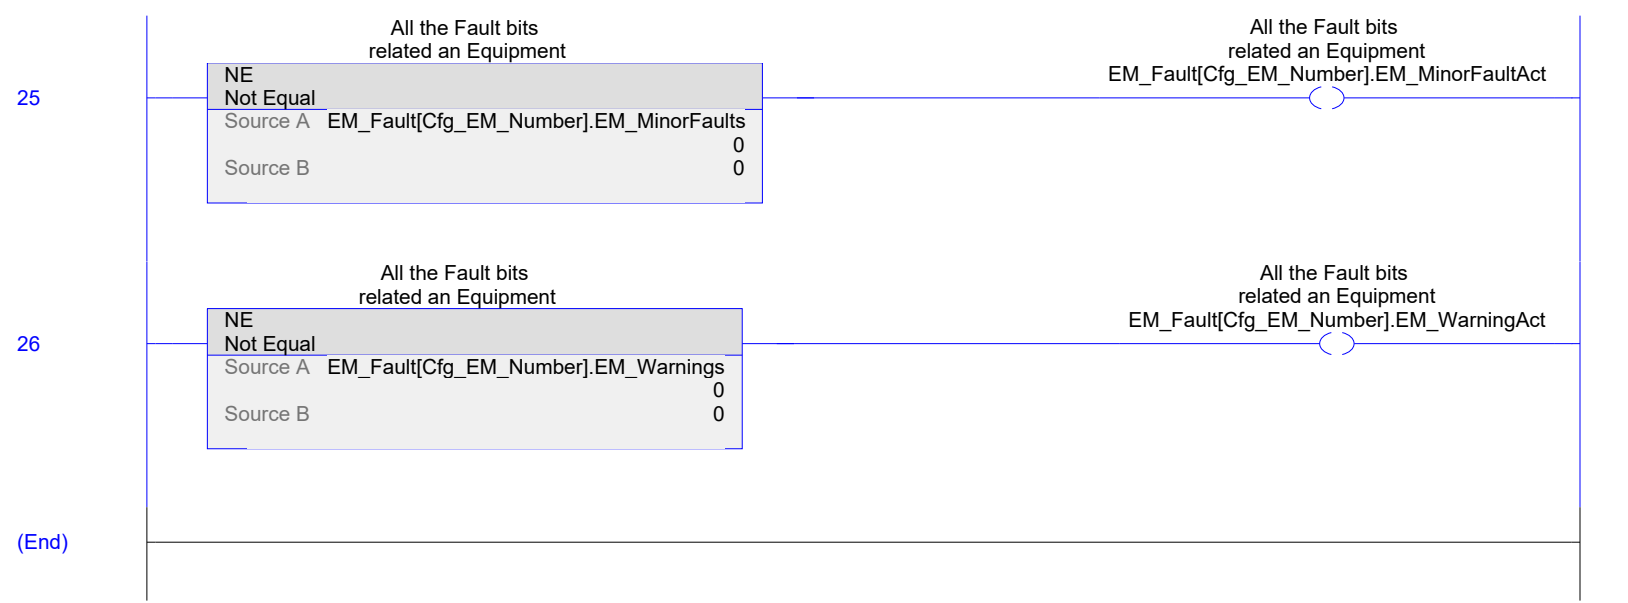 All the Fault bits
related an Equipment
All the Fault bits
related an Equipment
EM_Fault[Cfg_EM_Number].EM_MinorFaultAct
25
NE
Not Equal
Source A EM_Fault[Cfg_EM_Number].EM_MinorFaults
0
Source B 0
All the Fault bits
related an Equipment
All the Fault bits
related an Equipment
EM_Fault[Cfg_EM_Number].EM_WarningAct
26
NE
Not Equal
Source A EM_Fault[Cfg_EM_Number].EM_Warnings
0
Source B 0
(End)